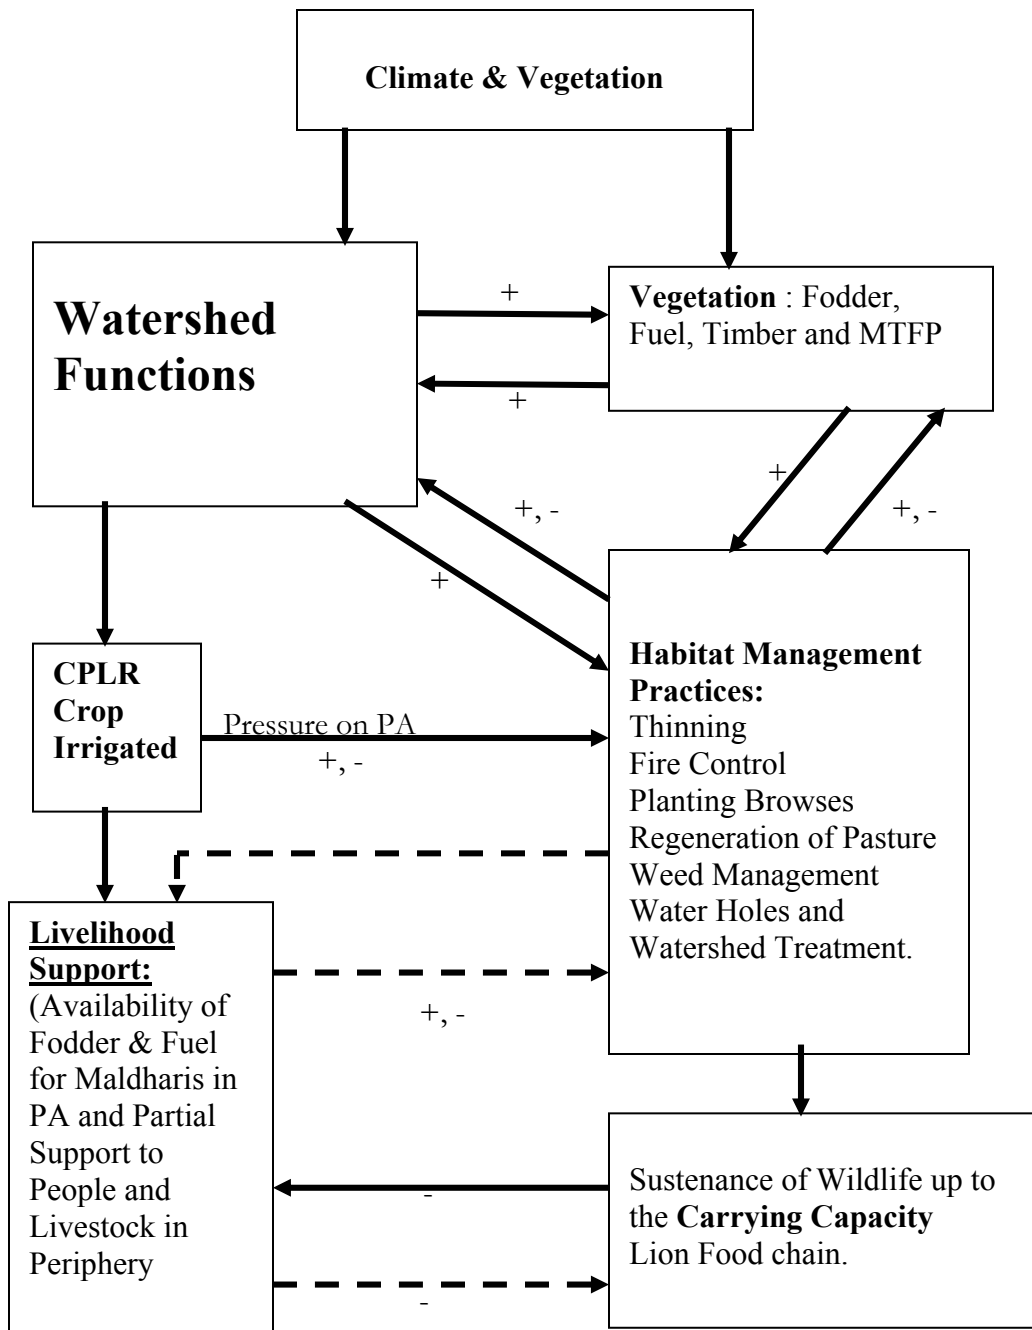 Climate & Vegetation
Watershed
Functions
+
+
Vegetation : Fodder,
Fuel, Timber and MTFP
+
+, -
+, -
+
CPLR
Crop
Irrigated
Pressure on PA
+, -
Habitat Management
Practices:
Thinning
Fire Control
Planting Browses
Regeneration of Pasture
Weed Management
Water Holes and
Watershed Treatment.
Livelihood
Support:
(Availability of
Fodder & Fuel
for Maldharis in
PA and Partial
Support to
People and
Livestock in
Periphery
+, -
-
-
Sustenance of Wildlife up to
the Carrying Capacity
Lion Food chain.